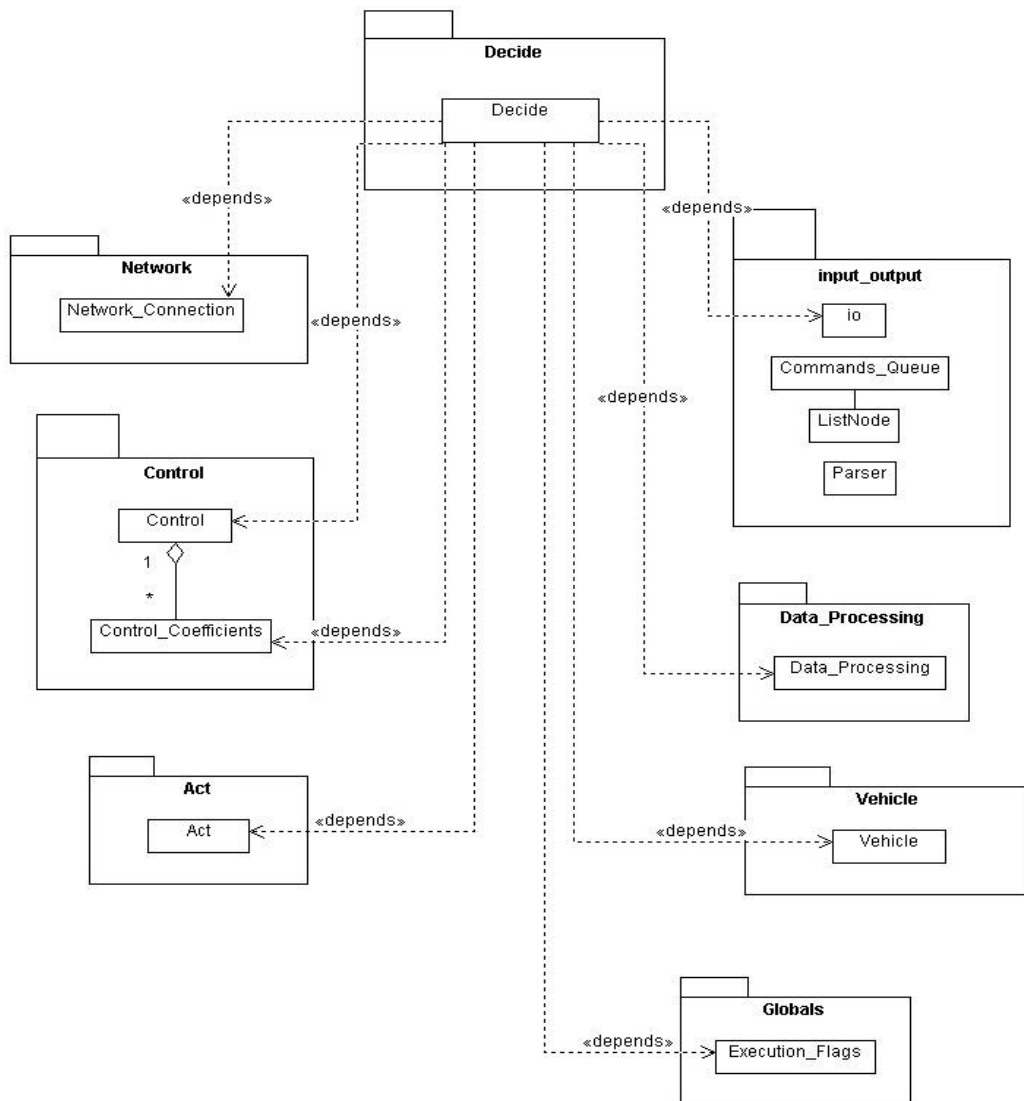 Decide
Decide
«depends»
«depends»
Network
Network_Connection
«depends»
input_output
io
Commands_Queue
ListNode
Parser
«depends»
Control
Control
1
*
Control_Coefficients
«depends»
Data_Processing
Data_Processing
Act
Act
«depends»
Vehicle
Vehicle
«depends»
Globals
Execution_Flags
«depends»